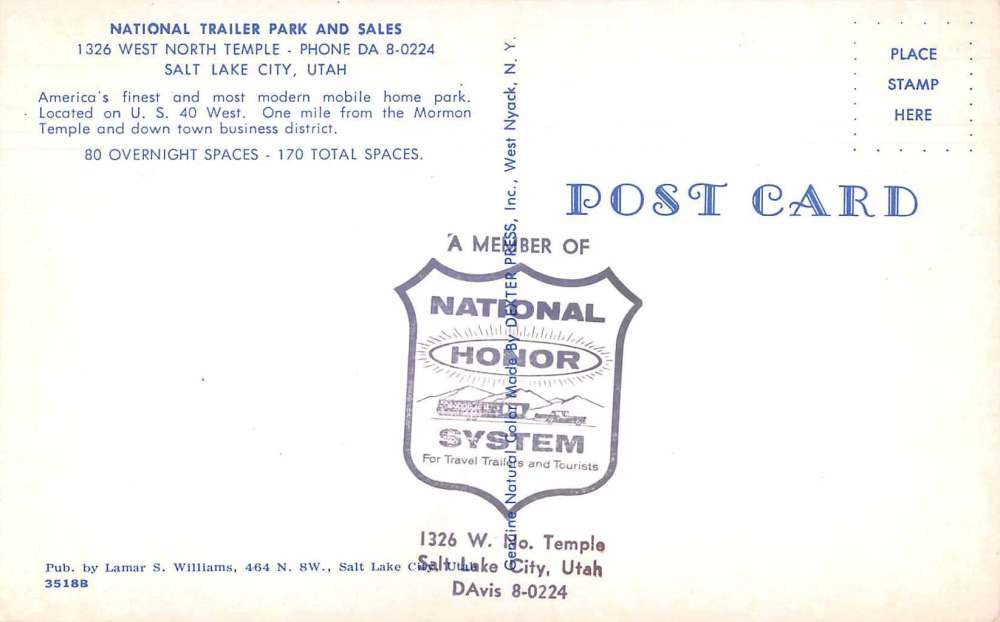 NATIONAL TRAILER PARK AND SALES
1326 WEST NORTH TEMPLE - PHONE DA 8-0224
SALT LAKE CITY, UTAH
America's finest and most modern mobile home park.
Located on U. S. 40 West. One mile from the Mormon
Temple and down town business district.
80 OVERNIGHT SPACES - 170 TOTAL SPACES.
Genuine Natural Color Made By DEXTER PRESS, Inc., West Nyack, N. Y.
PLACE
STAMP
HERE
POST CARD
A MEMBER OF
NATIONAL
HONOR
SYSTEM
For Travel Trailers and Tourists
1326 W. No. Temple
Salt Lake City, Utah
DAvis 8-0224
Pub. by Lamar S. Williams, 464 N. 8W., Salt Lake City, Utah
3518B